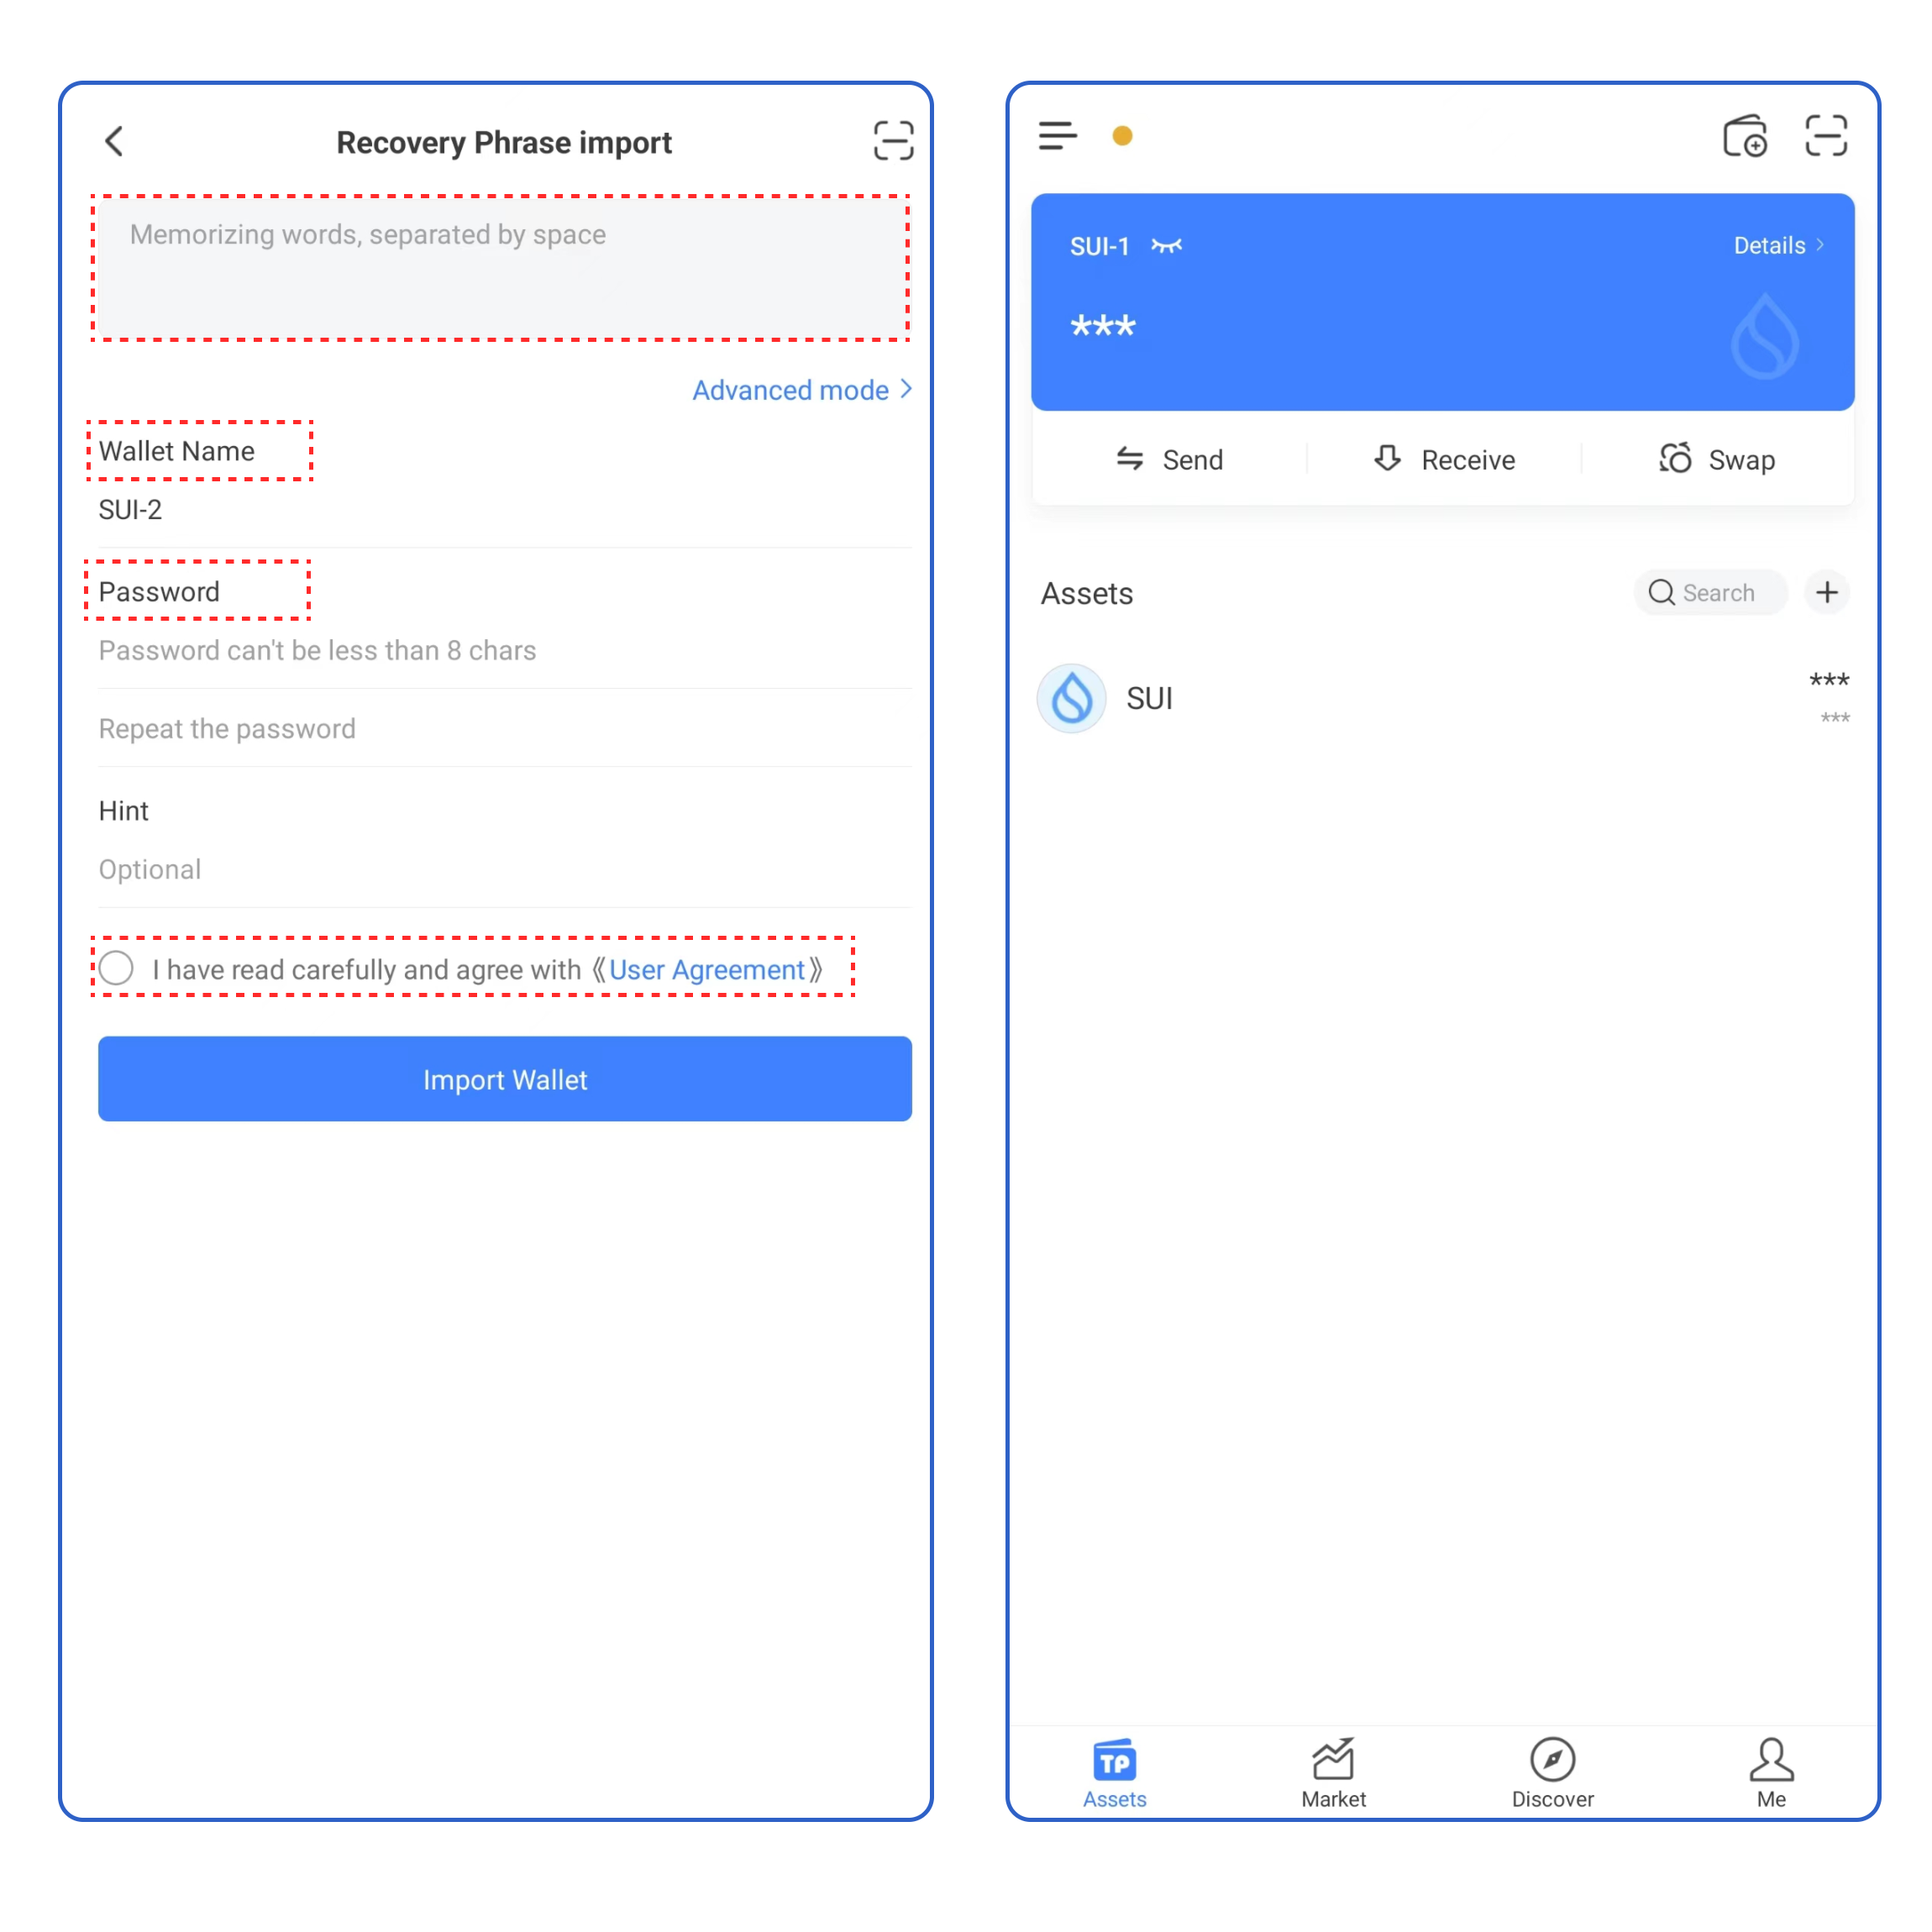 Recovery Phrase import
Memorizing words, separated by space
Advanced mode
Wallet Name
SUI-2
Password
Password can't be less than 8 chars
Repeat the password
Hint
Optional
I have read carefully and agree with《User Agreement》
Import Wallet
SUI-1
Details
***
Send
Receive
Swap
Assets
Search
SUI
***
***
TP
Assets
Market
Discover
Me